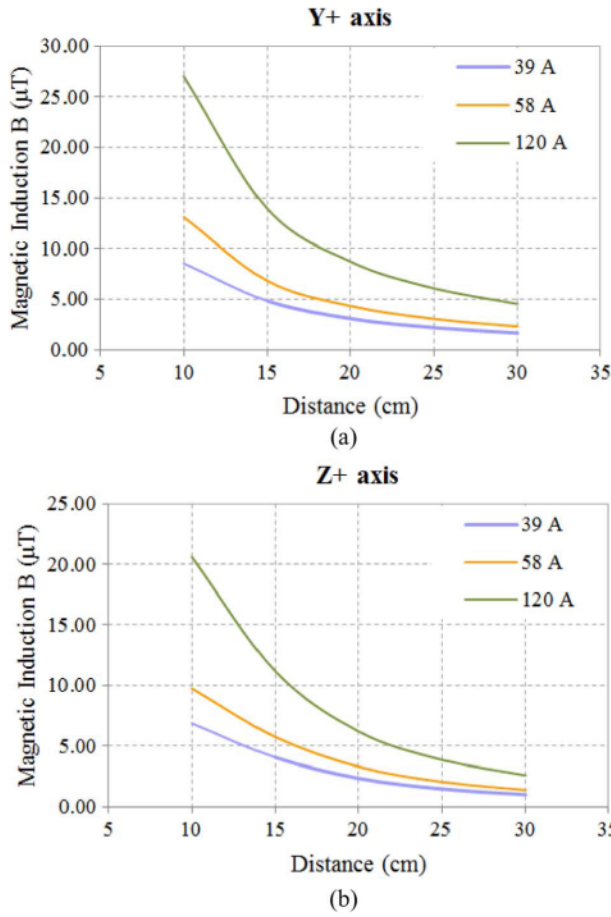 Y+ axis
30.00
25.00
20.00
15.00
10.00
5.00
0.00
Magnetic Induction B (µT)
39 A
58 A
120 A
5 10 15 20 25 30 35
Distance (cm)
(a)
Z+ axis
25.00
20.00
15.00
10.00
5.00
0.00
Magnetic Induction B (µT)
39 A
58 A
120 A
5 10 15 20 25 30 35
Distance (cm)
(b)